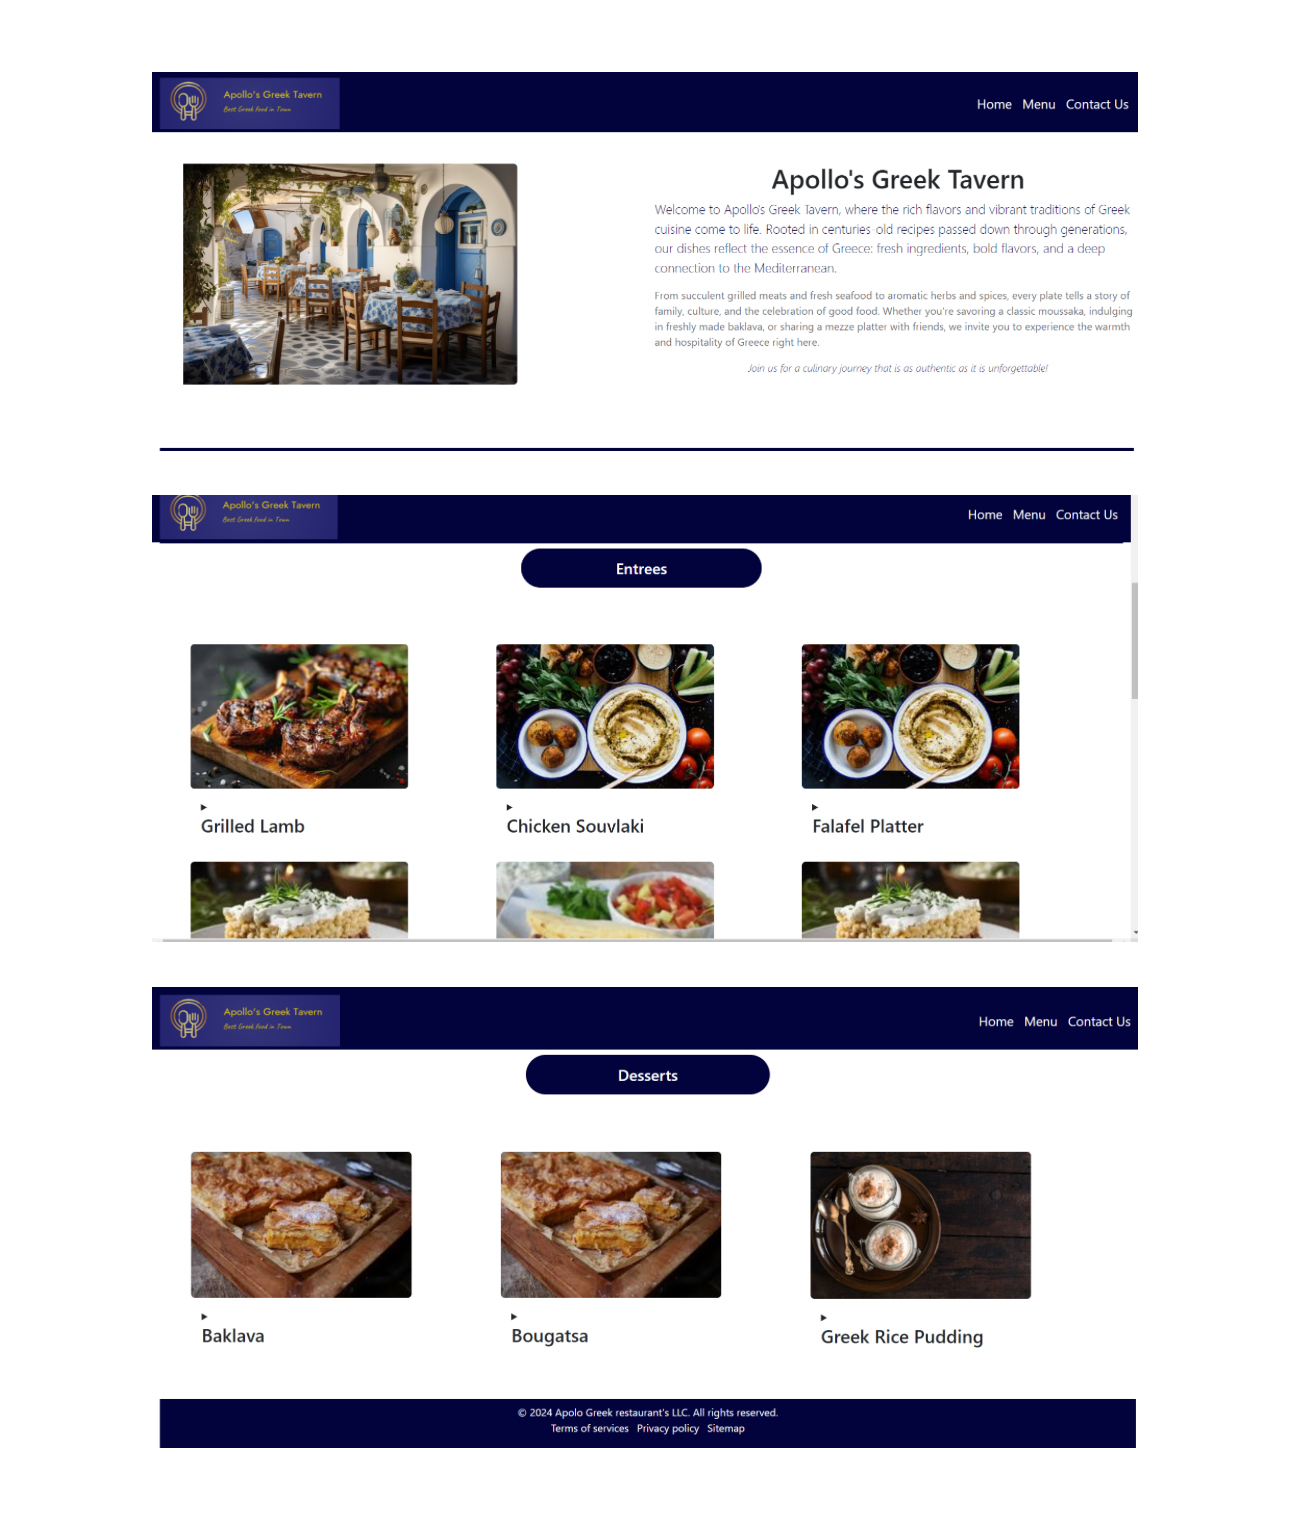 Apollo's Greek Tavern
Best Greek food in Town
Home Menu Contact Us
Apollo's Greek Tavern
Welcome to Apollo's Greek Tavern, where the rich flavors and vibrant traditions of Greek
cuisine come to life. Rooted in centuries-old recipes passed down through generations,
our dishes reflect the essence of Greece: fresh ingredients, bold flavors, and a deep
connection to the Mediterranean.
From succulent grilled meats and fresh seafood to aromatic herbs and spices, every plate tells a story of
family, culture, and the celebration of good food. Whether you're savoring a classic moussaka, indulging
in freshly made baklava, or sharing a mezze platter with friends, we invite you to experience the warmth
and hospitality of Greece right here.
Join us for a culinary journey that is as authentic as it is unforgettable!
Apollo's Greek Tavern
Best Greek food in Town
Home Menu Contact Us
Entrees
Grilled Lamb
Chicken Souvlaki
Falafel Platter
Apollo's Greek Tavern
Best Greek food in Town
Home Menu Contact Us
Desserts
Baklava
Bougatsa
Greek Rice Pudding
© 2024 Apolo Greek restaurant's LLC. All rights reserved.
Terms of services Privacy policy Sitemap